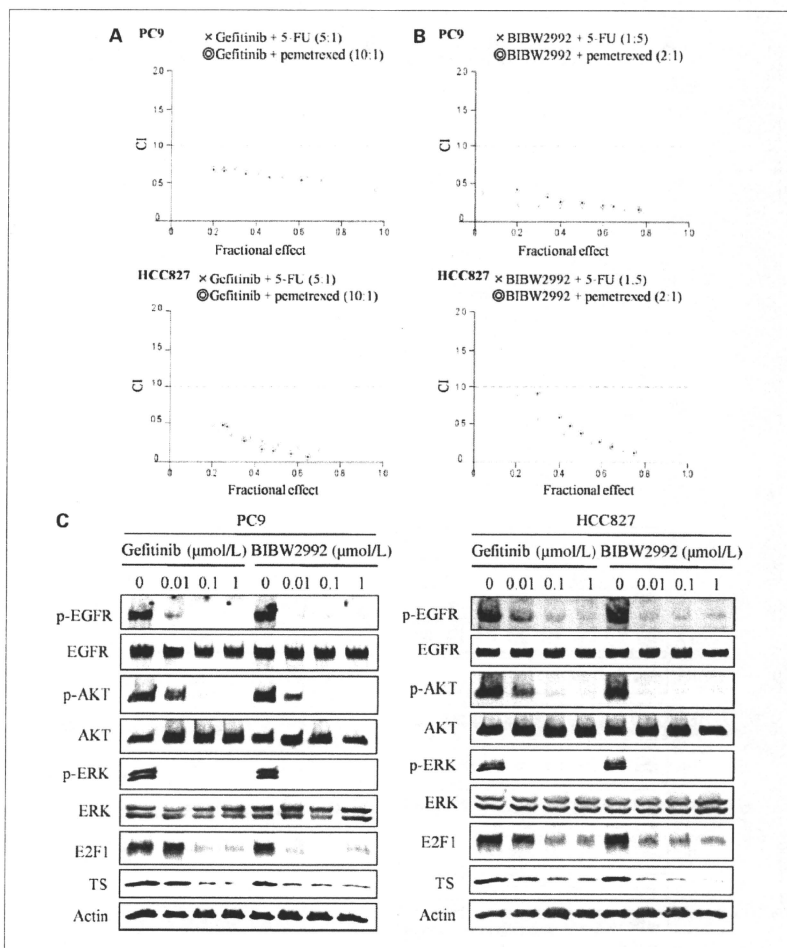 A PC9 × Gefitinib + 5-FU (5:1)
◎Gefitinib + pemetrexed (10:1)
2.0
1.5
1.0
0.5
0
CI
0 0.2 0.4 0.6 0.8 1.0
Fractional effect
HCC827 × Gefitinib + 5-FU (5:1)
◎Gefitinib + pemetrexed (10:1)
2.0
1.5
1.0
0.5
0
CI
0 0.2 0.4 0.6 0.8 1.0
Fractional effect
B PC9 × BIBW2992 + 5-FU (1:5)
◎BIBW2992 + pemetrexed (2:1)
2.0
1.5
1.0
0.5
0
CI
0 0.2 0.4 0.6 0.8 1.0
Fractional effect
HCC827 × BIBW2992 + 5-FU (1:5)
◎BIBW2992 + pemetrexed (2:1)
2.0
1.5
1.0
0.5
0
CI
0 0.2 0.4 0.6 0.8 1.0
Fractional effect
C PC9
Gefitinib (μmol/L) BIBW2992 (μmol/L)
0 0.01 0.1 1 0 0.01 0.1 1
p-EGFR
EGFR
p-AKT
AKT
p-ERK
ERK
E2F1
TS
Actin
HCC827
Gefitinib (μmol/L) BIBW2992 (μmol/L)
0 0.01 0.1 1 0 0.01 0.1 1
p-EGFR
EGFR
p-AKT
AKT
p-ERK
ERK
E2F1
TS
Actin